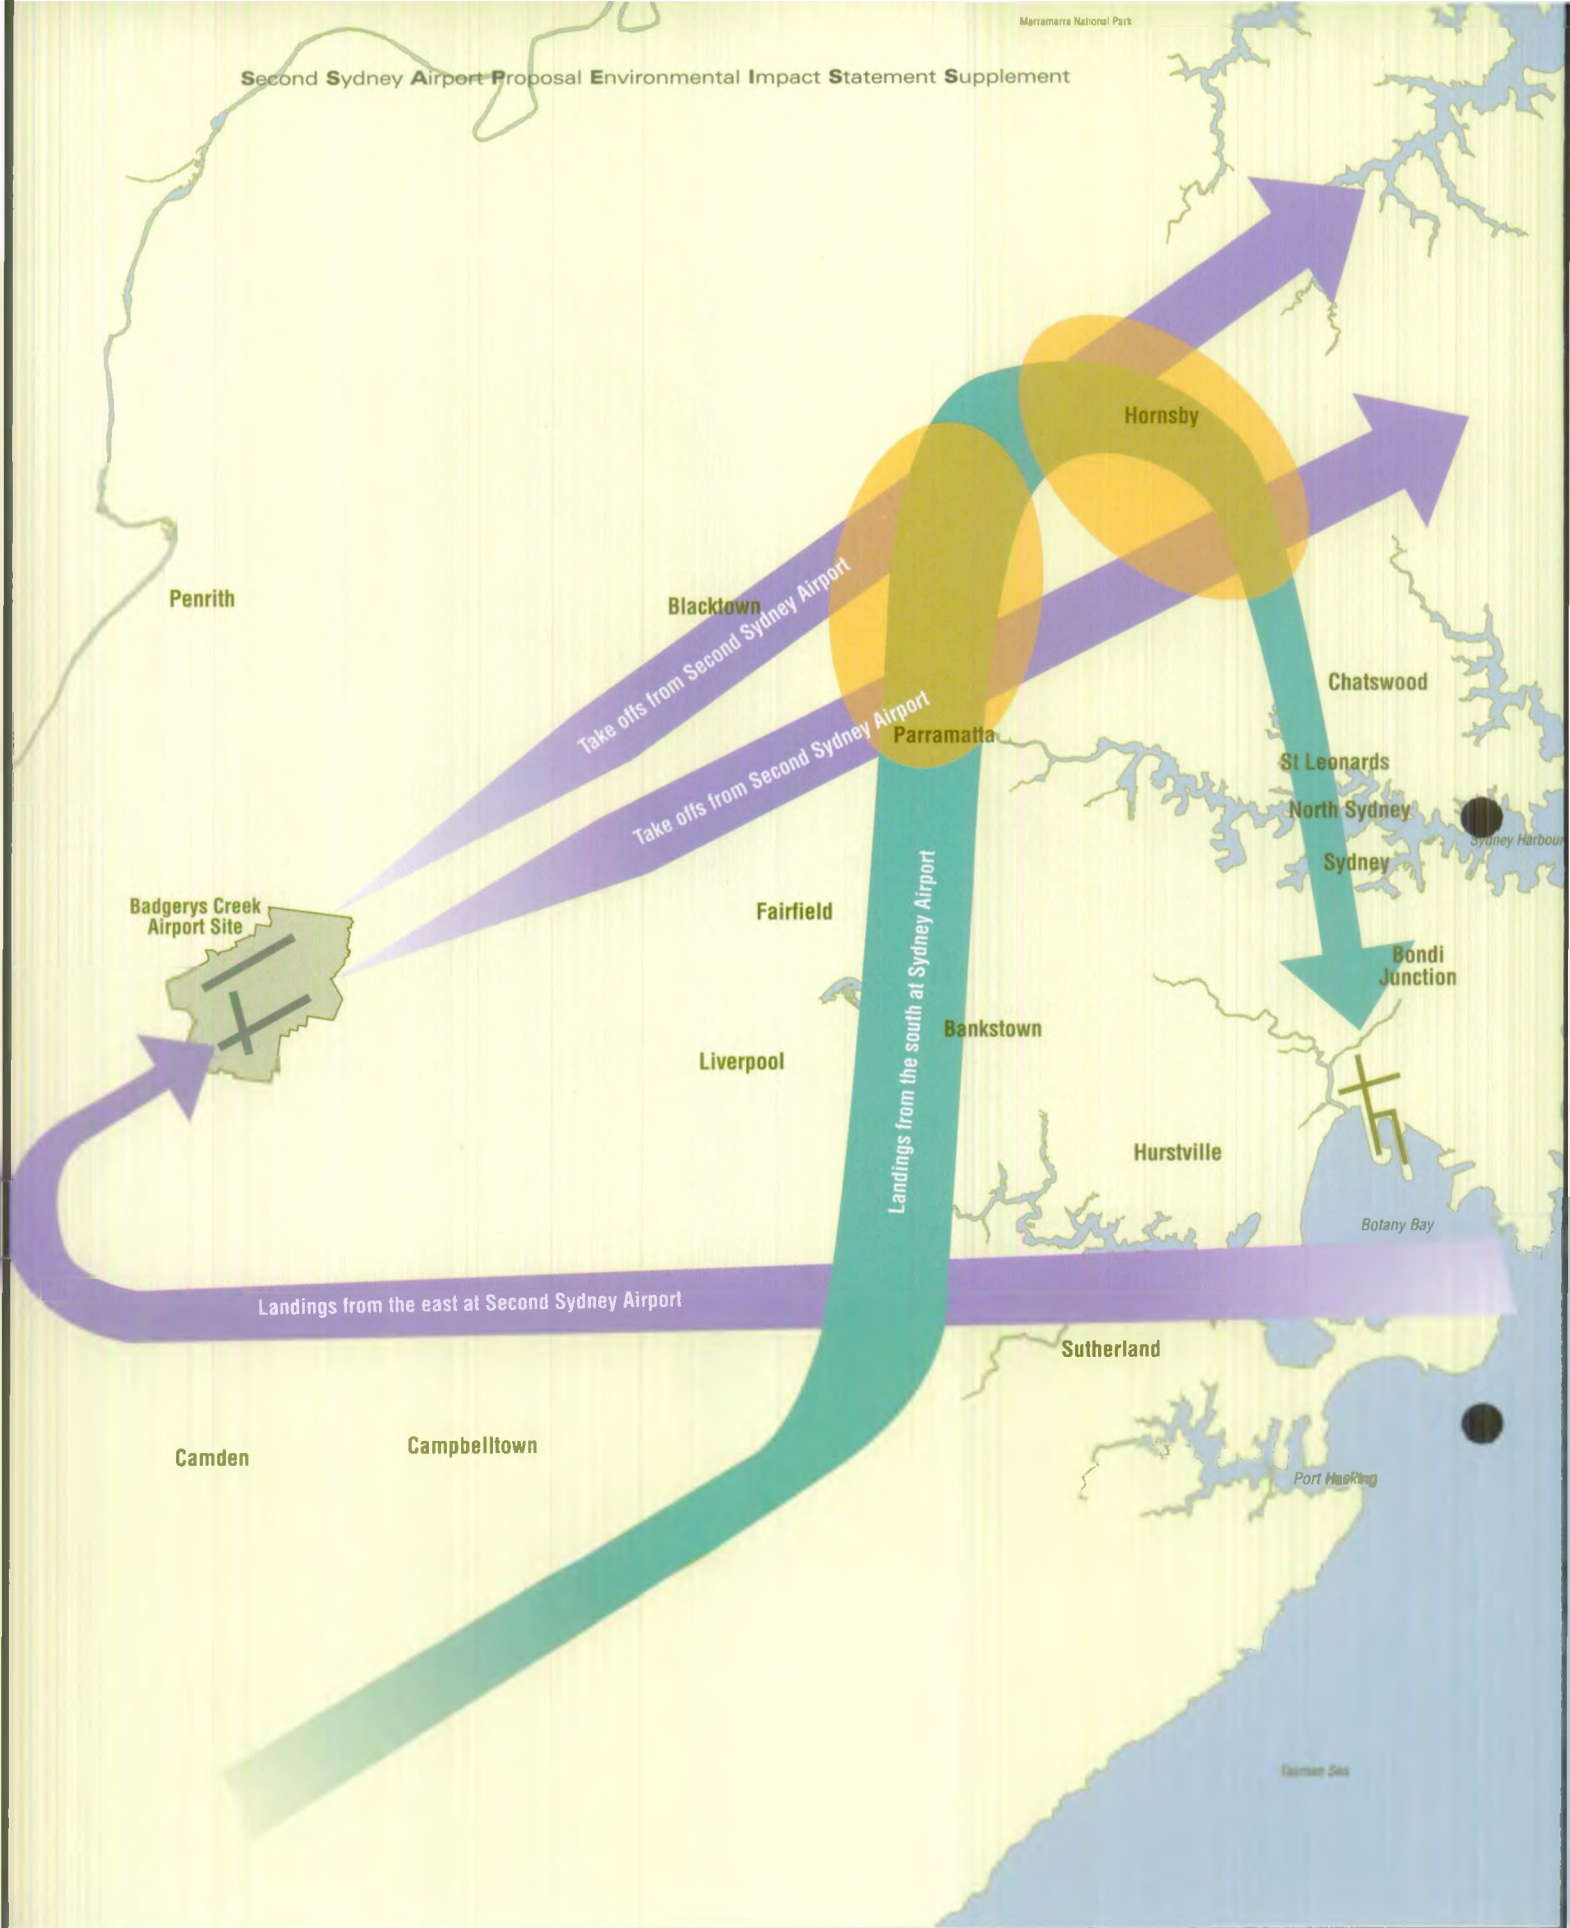 Marramarra National Park
Second Sydney Airport Proposal Environmental Impact Statement Supplement
Hornsby
Penrith
Blacktown
Take offs from Second Sydney Airport
Chatswood
Take offs from Second Sydney Airport
Parramatta
St Leonards
North Sydney
Sydney Harbour
Sydney
Badgerys Creek
Airport Site
Fairfield
Bondi
Junction
Landings from the south at Sydney Airport
Bankstown
Liverpool
Hurstville
Botany Bay
Landings from the east at Second Sydney Airport
Sutherland
Campbelltown
Camden
Port Hacking
Tasman Sea